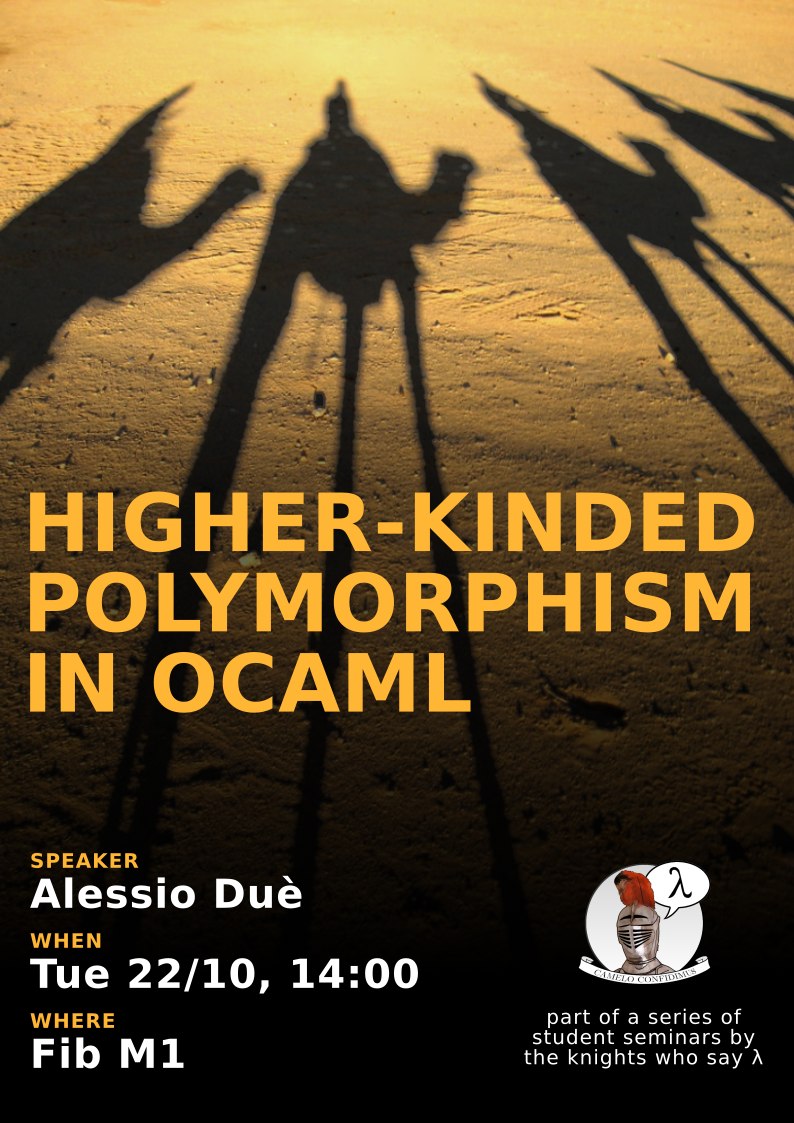 HIGHER-KINDED
POLYMORPHISM
IN OCAML
SPEAKER
Alessio Duè
WHEN
Tue 22/10, 14:00
WHERE
Fib M1
λ
CAMELO CONFIDIMUS
part of a series of
student seminars by
the knights who say λ